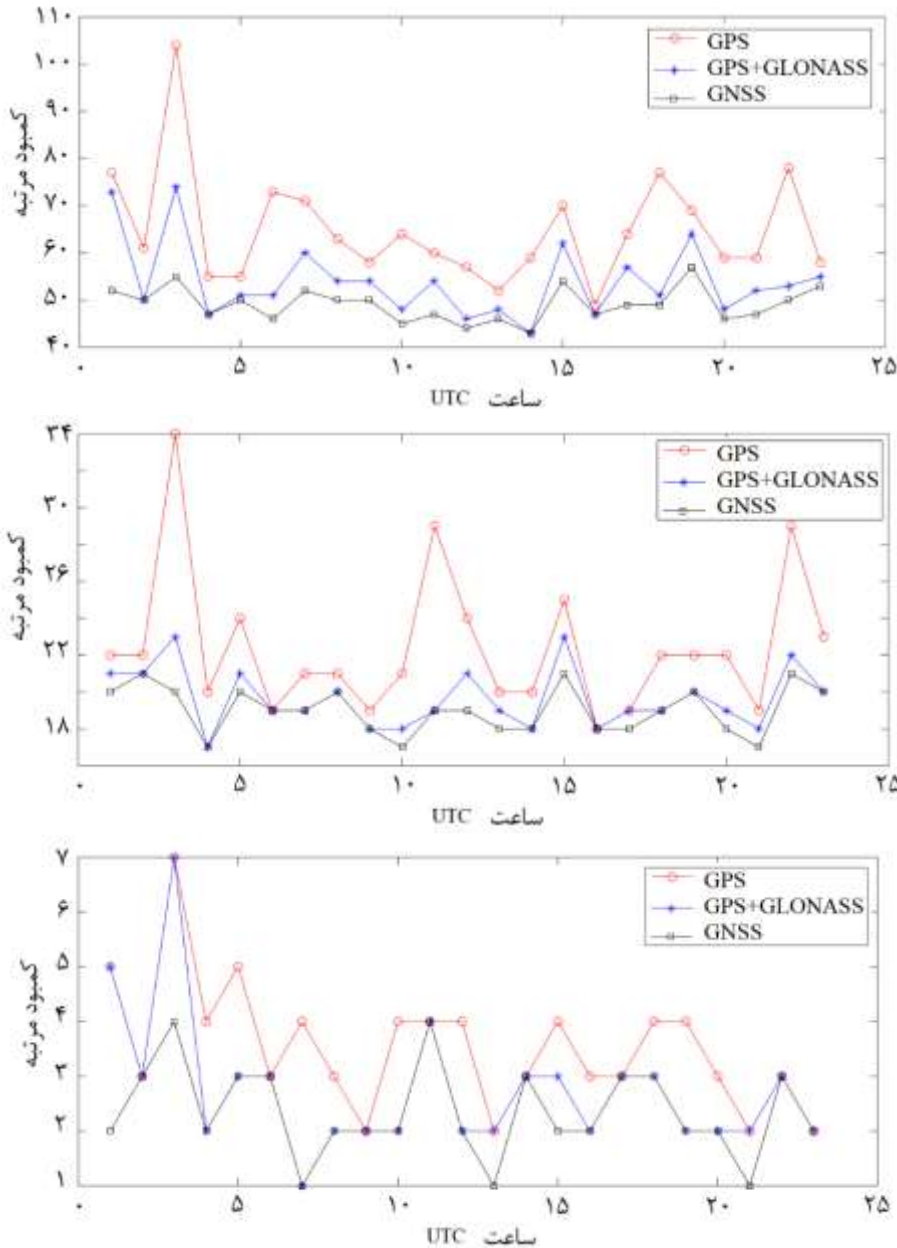 ۱۱۰
۱۰۰
۹۰
۸۰
۷۰
۶۰
۵۰
۴۰
کمبود مرتبه
GPS
GPS+GLONASS
GNSS
۰ ۵ ۱۰ ۱۵ ۲۰ ۲۵
ساعت UTC
۳۴
۳۰
۲۶
۲۲
۱۸
کمبود مرتبه
GPS
GPS+GLONASS
GNSS
۰ ۵ ۱۰ ۱۵ ۲۰ ۲۵
ساعت UTC
۷
۶
۵
۴
۳
۲
۱
کمبود مرتبه
GPS
GPS+GLONASS
GNSS
۰ ۵ ۱۰ ۱۵ ۲۰ ۲۵
ساعت UTC